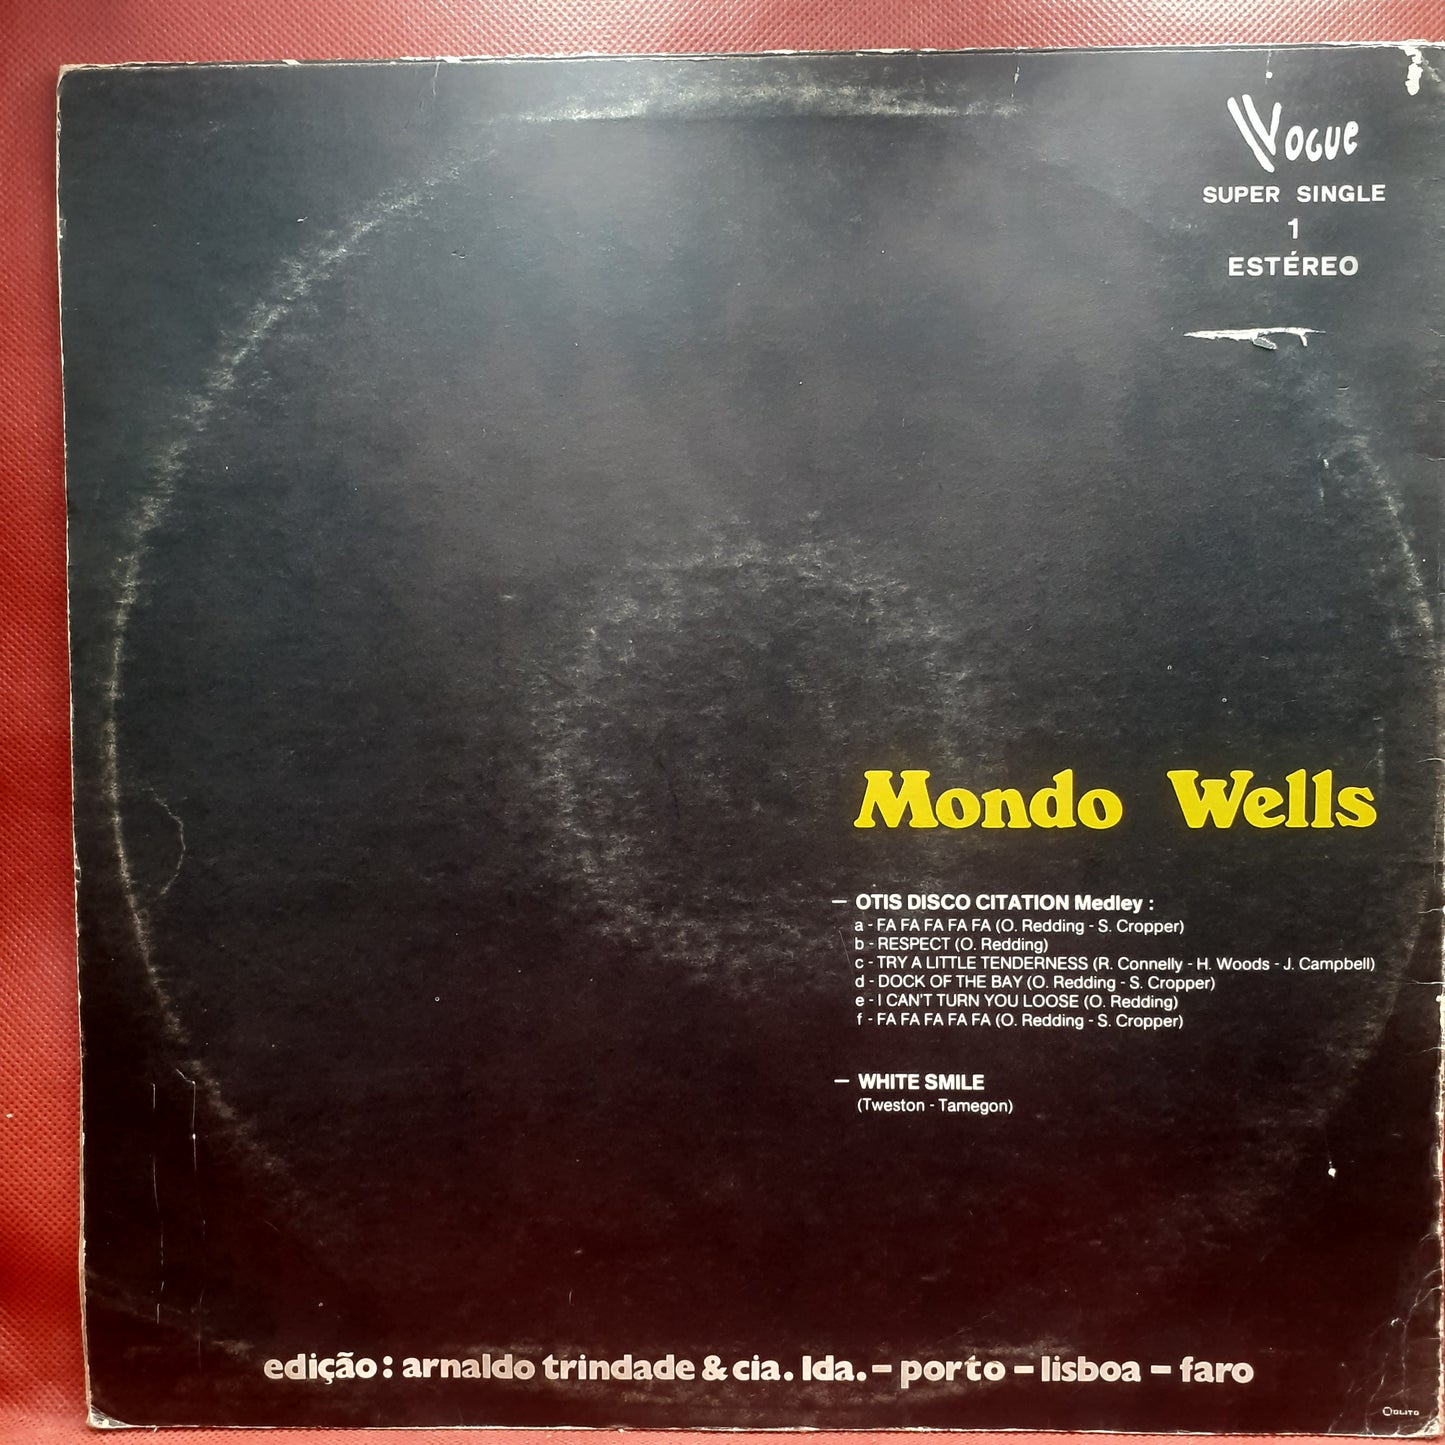 Vogue
SUPER SINGLE
1
ESTÉREO
Mondo Wells
— OTIS DISCO CITATION Medley :
a - FA FA FA FA FA (O. Redding - S. Cropper)
b - RESPECT (O. Redding)
c - TRY A LITTLE TENDERNESS (R. Connelly - H. Woods - J. Campbell)
d - DOCK OF THE BAY (O. Redding - S. Cropper)
e - I CAN'T TURN YOU LOOSE (O. Redding)
f - FA FA FA FA FA (O. Redding - S. Cropper)
— WHITE SMILE
(Tweston - Tamegon)
edição : arnaldo trindade & cia. lda. – porto – lisboa – faro